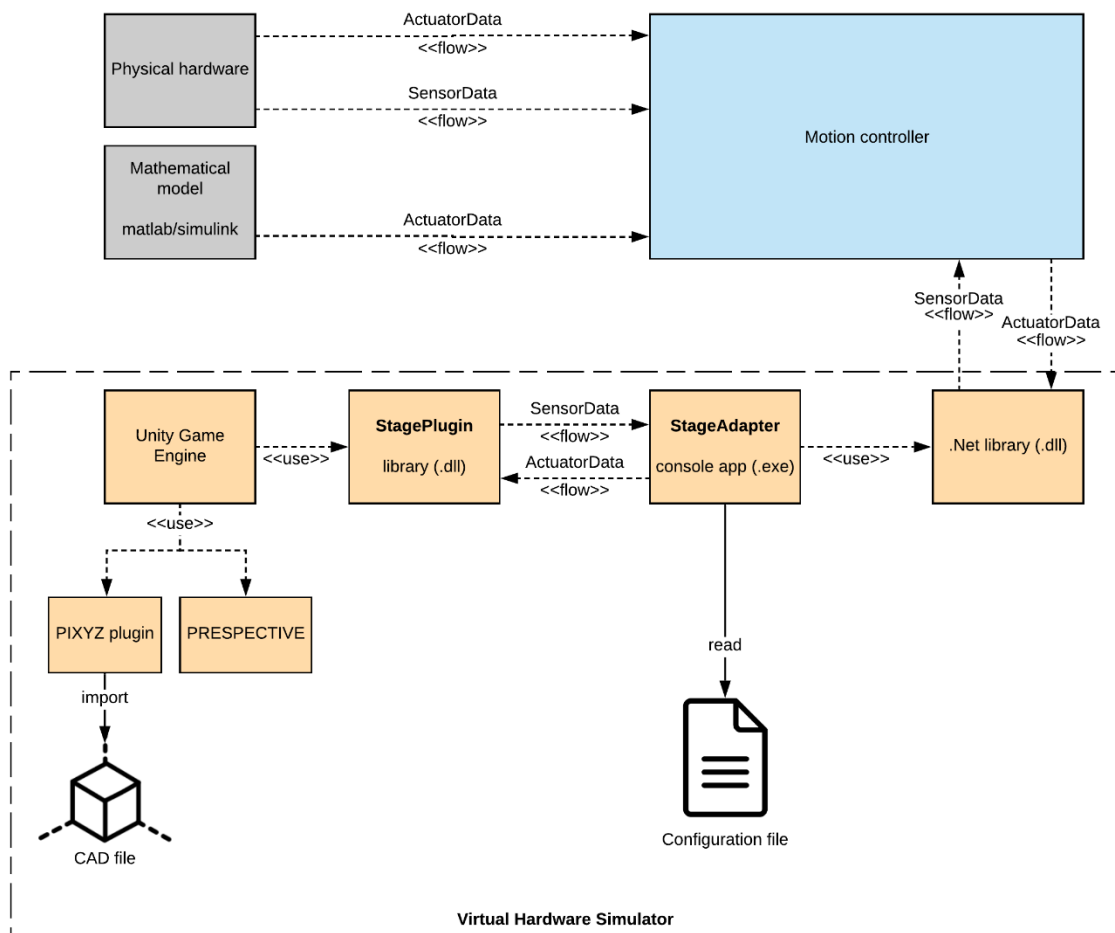 ActuatorData
<<flow>>
Physical hardware
SensorData
<<flow>>
Motion controller
Mathematical
model
matlab/simulink
ActuatorData
<<flow>>
SensorData
<<flow>>
ActuatorData
<<flow>>
Unity Game
Engine
<<use>>
StagePlugin
library (.dll)
SensorData
<<flow>>
ActuatorData
<<flow>>
StageAdapter
console app (.exe)
<<use>>
.Net library (.dll)
<<use>>
PIXYZ plugin
PRESPECTIVE
import
read
CAD file
Configuration file
Virtual Hardware Simulator